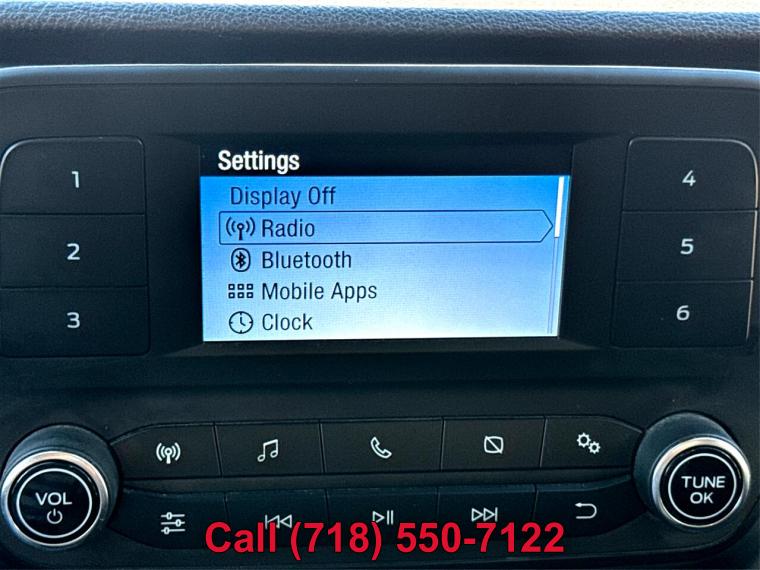 Settings
Display Off
Radio
Bluetooth
Mobile Apps
Clock
1
2
3
4
5
6
VOL
TUNE
OK
Call (718) 550-7122